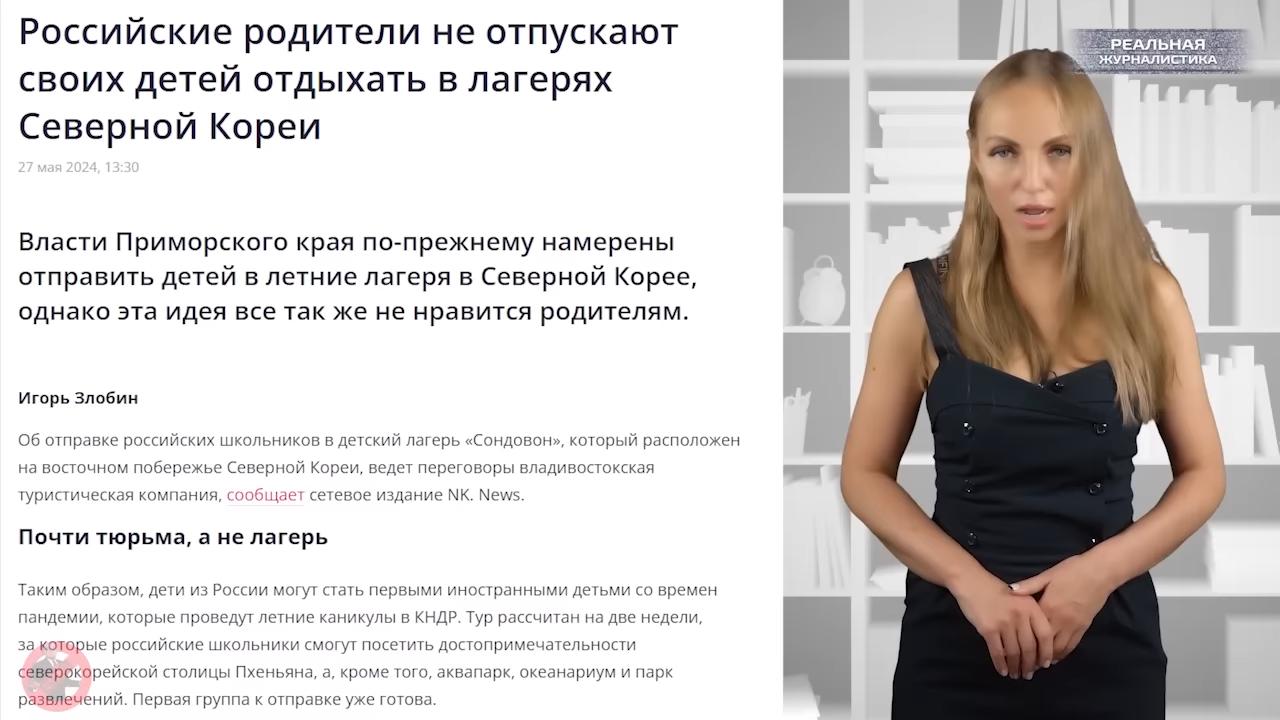 Российские родители не отпускают
своих детей отдыхать в лагерях
Северной Кореи
27 мая 2024, 13:30
Власти Приморского края по-прежнему намерены
отправить детей в летние лагеря в Северной Корее,
однако эта идея все так же не нравится родителям.
Игорь Злобин
Об отправке российских школьников в детский лагерь «Сондовон», который расположен
на восточном побережье Северной Кореи, ведет переговоры владивостокская
туристическая компания, сообщает сетевое издание NK. News.
Почти тюрьма, а не лагерь
Таким образом, дети из России могут стать первыми иностранными детьми со времен
пандемии, которые проведут летние каникулы в КНДР. Тур рассчитан на две недели,
за которые российские школьники смогут посетить достопримечательности
северокорейской столицы Пхеньяна, а, кроме того, аквапарк, океанариум и парк
развлечений. Первая группа к отправке уже готова.
РЕАЛЬНАЯ
ЖУРНАЛИСТИКА